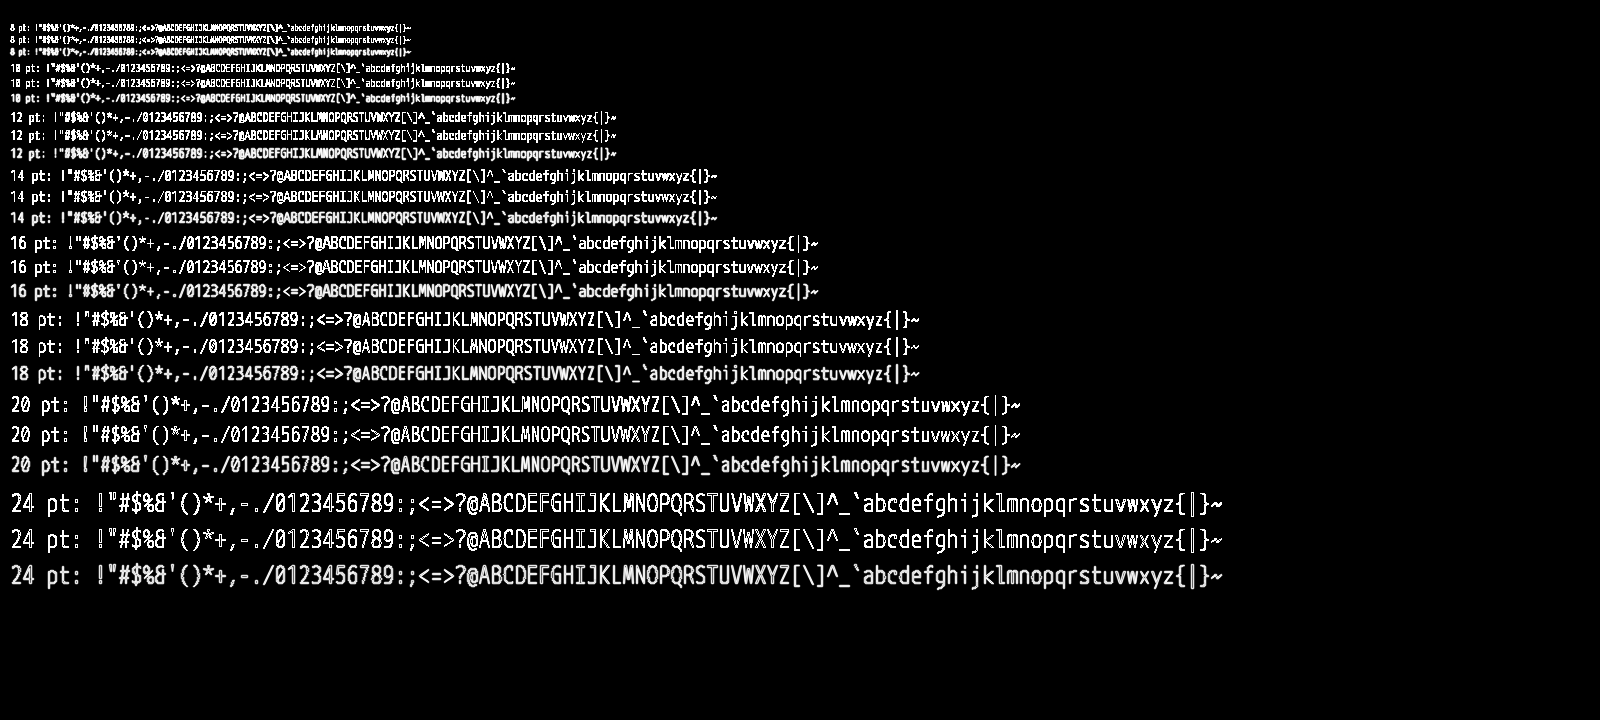 8 pt: !"#$%&'()*+,-./0123456789:;<=>?@ABCDEFGHIJKLMNOPQRSTUVWXYZ[\]^_`abcdefghijklmnopqrstuvwxyz{|}~
8 pt: !"#$%&'()*+,-./0123456789:;<=>?@ABCDEFGHIJKLMNOPQRSTUVWXYZ[\]^_`abcdefghijklmnopqrstuvwxyz{|}~
8 pt: !"#$%&'()*+,-./0123456789:;<=>?@ABCDEFGHIJKLMNOPQRSTUVWXYZ[\]^_`abcdefghijklmnopqrstuvwxyz{|}~
10 pt: !"#$%&'()*+,-./0123456789:;<=>?@ABCDEFGHIJKLMNOPQRSTUVWXYZ[\]^_`abcdefghijklmnopqrstuvwxyz{|}~
10 pt: !"#$%&'()*+,-./0123456789:;<=>?@ABCDEFGHIJKLMNOPQRSTUVWXYZ[\]^_`abcdefghijklmnopqrstuvwxyz{|}~
10 pt: !"#$%&'()*+,-./0123456789:;<=>?@ABCDEFGHIJKLMNOPQRSTUVWXYZ[\]^_`abcdefghijklmnopqrstuvwxyz{|}~
12 pt: !"#$%&'()*+,-./0123456789:;<=>?@ABCDEFGHIJKLMNOPQRSTUVWXYZ[\]^_`abcdefghijklmnopqrstuvwxyz{|}~
12 pt: !"#$%&'()*+,-./0123456789:;<=>?@ABCDEFGHIJKLMNOPQRSTUVWXYZ[\]^_`abcdefghijklmnopqrstuvwxyz{|}~
12 pt: !"#$%&'()*+,-./0123456789:;<=>?@ABCDEFGHIJKLMNOPQRSTUVWXYZ[\]^_`abcdefghijklmnopqrstuvwxyz{|}~
14 pt: !"#$%&'()*+,-./0123456789:;<=>?@ABCDEFGHIJKLMNOPQRSTUVWXYZ[\]^_`abcdefghijklmnopqrstuvwxyz{|}~
14 pt: !"#$%&'()*+,-./0123456789:;<=>?@ABCDEFGHIJKLMNOPQRSTUVWXYZ[\]^_`abcdefghijklmnopqrstuvwxyz{|}~
14 pt: !"#$%&'()*+,-./0123456789:;<=>?@ABCDEFGHIJKLMNOPQRSTUVWXYZ[\]^_`abcdefghijklmnopqrstuvwxyz{|}~
16 pt: !"#$%&'()*+,-./0123456789:;<=>?@ABCDEFGHIJKLMNOPQRSTUVWXYZ[\]^_`abcdefghijklmnopqrstuvwxyz{|}~
16 pt: !"#$%&'()*+,-./0123456789:;<=>?@ABCDEFGHIJKLMNOPQRSTUVWXYZ[\]^_`abcdefghijklmnopqrstuvwxyz{|}~
16 pt: !"#$%&'()*+,-./0123456789:;<=>?@ABCDEFGHIJKLMNOPQRSTUVWXYZ[\]^_`abcdefghijklmnopqrstuvwxyz{|}~
18 pt: !"#$%&'()*+,-./0123456789:;<=>?@ABCDEFGHIJKLMNOPQRSTUVWXYZ[\]^_`abcdefghijklmnopqrstuvwxyz{|}~
18 pt: !"#$%&'()*+,-./0123456789:;<=>?@ABCDEFGHIJKLMNOPQRSTUVWXYZ[\]^_`abcdefghijklmnopqrstuvwxyz{|}~
18 pt: !"#$%&'()*+,-./0123456789:;<=>?@ABCDEFGHIJKLMNOPQRSTUVWXYZ[\]^_`abcdefghijklmnopqrstuvwxyz{|}~
20 pt: !"#$%&'()*+,-./0123456789:;<=>?@ABCDEFGHIJKLMNOPQRSTUVWXYZ[\]^_`abcdefghijklmnopqrstuvwxyz{|}~
20 pt: !"#$%&'()*+,-./0123456789:;<=>?@ABCDEFGHIJKLMNOPQRSTUVWXYZ[\]^_`abcdefghijklmnopqrstuvwxyz{|}~
20 pt: !"#$%&'()*+,-./0123456789:;<=>?@ABCDEFGHIJKLMNOPQRSTUVWXYZ[\]^_`abcdefghijklmnopqrstuvwxyz{|}~
24 pt: !"#$%&'()*+,-./0123456789:;<=>?@ABCDEFGHIJKLMNOPQRSTUVWXYZ[\]^_`abcdefghijklmnopqrstuvwxyz{|}~
24 pt: !"#$%&'()*+,-./0123456789:;<=>?@ABCDEFGHIJKLMNOPQRSTUVWXYZ[\]^_`abcdefghijklmnopqrstuvwxyz{|}~
24 pt: !"#$%&'()*+,-./0123456789:;<=>?@ABCDEFGHIJKLMNOPQRSTUVWXYZ[\]^_`abcdefghijklmnopqrstuvwxyz{|}~